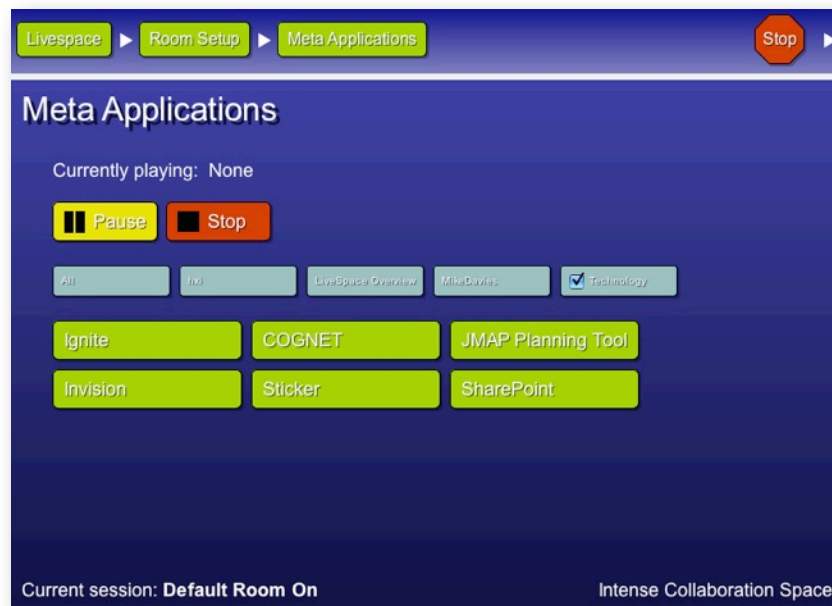 Livespace Room Setup Meta Applications Stop
Meta Applications
Currently playing: None
Pause Stop
All LiveSpace Overview MikeDavies Technology
Ignite COGNET JMAP Planning Tool
Invision Sticker SharePoint
Current session: Default Room On Intense Collaboration Space